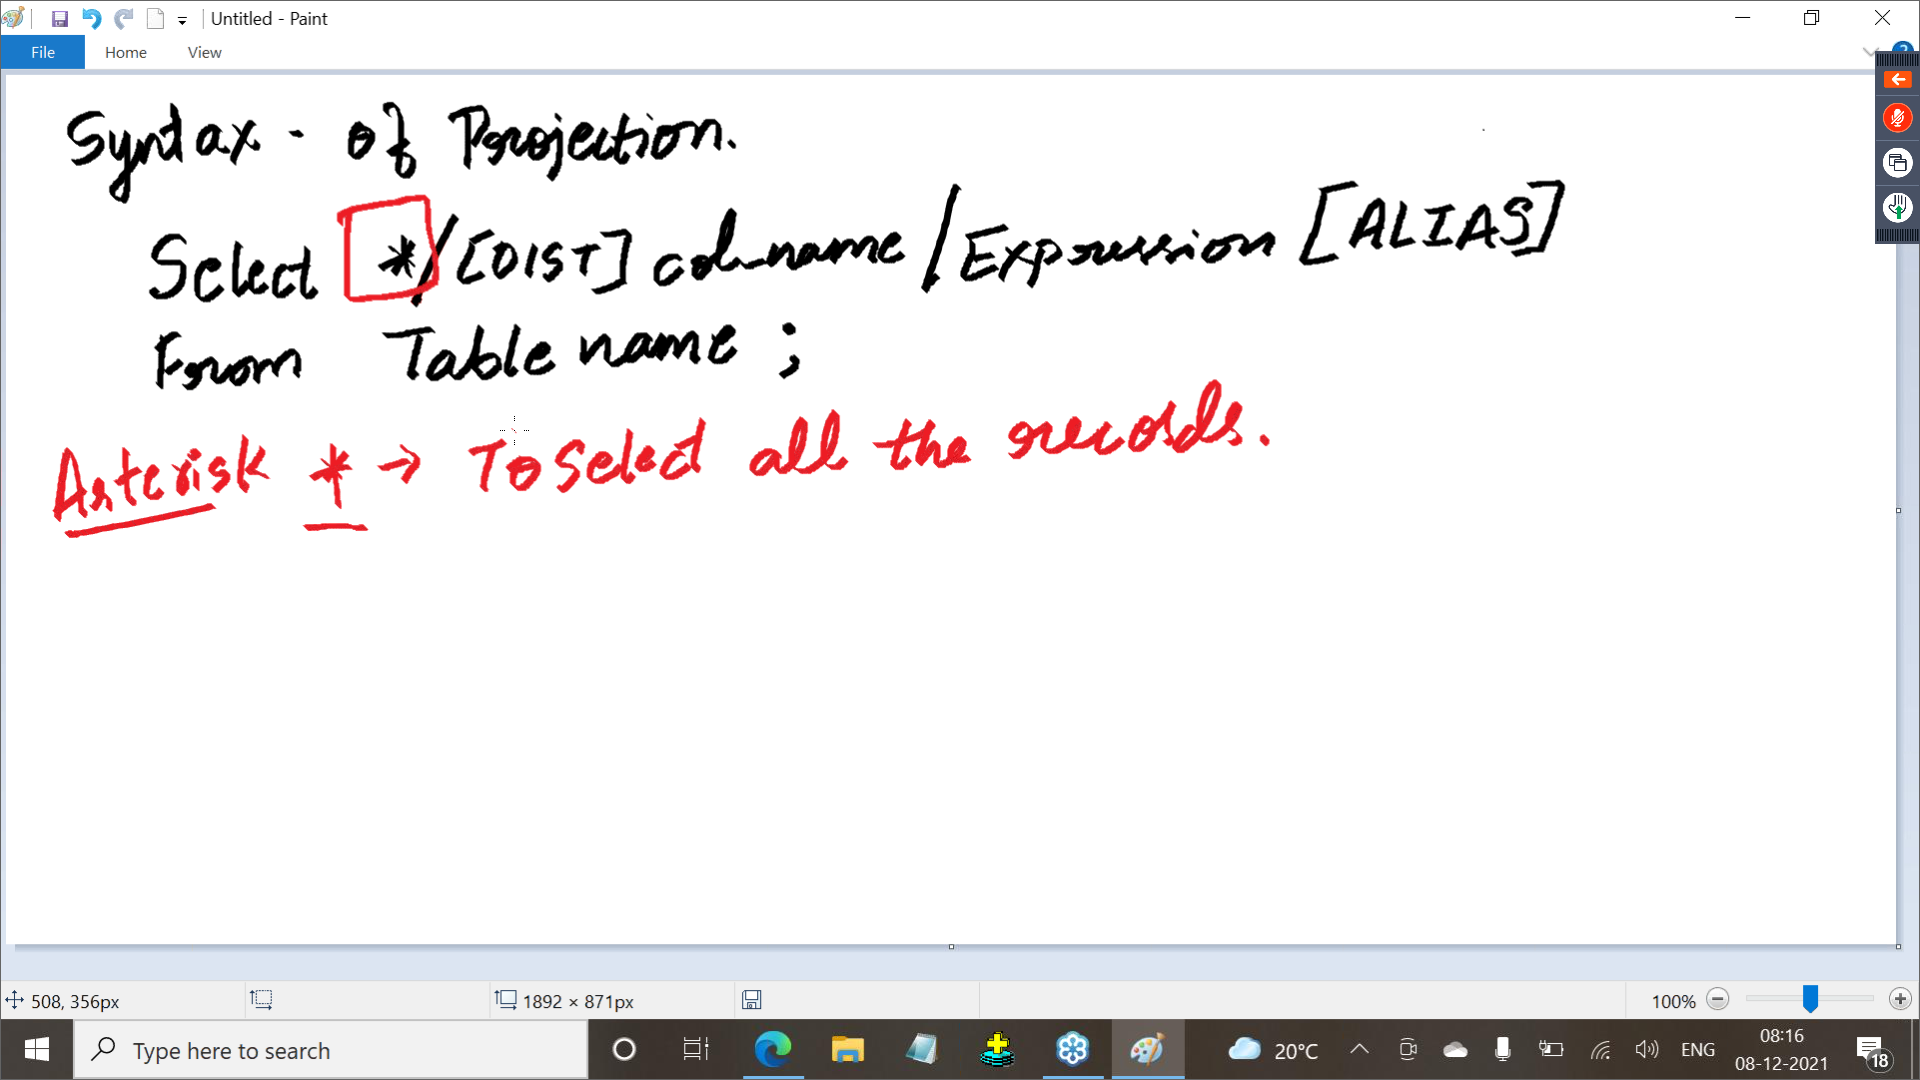 Untitled - Paint
File Home View
Syntax - of Projection.
Select */[DIST] col-name/Expression [ALIAS]
From Table name ;
Asterisk * → To Select all the records.
508, 356px 1892 × 871px 100%
Type here to search 20°C ENG 08:16
08-12-2021 18